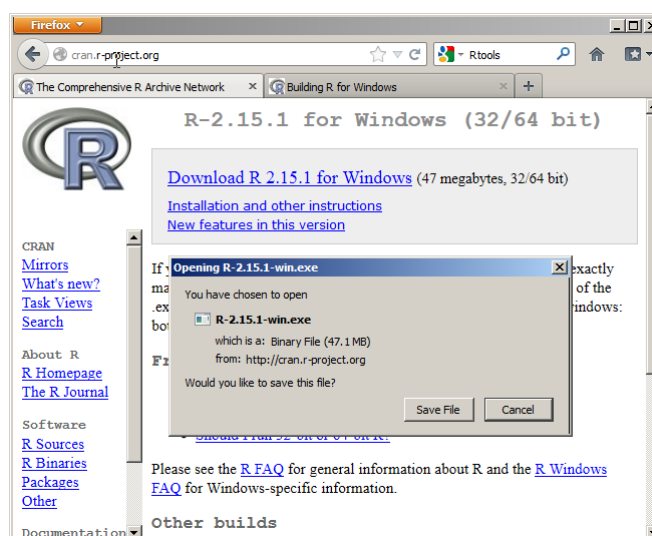 Firefox
cran.r-project.org
Rtools
The Comprehensive R Archive Network
Building R for Windows
R
R-2.15.1 for Windows (32/64 bit)
Download R 2.15.1 for Windows (47 megabytes, 32/64 bit)
Installation and other instructions
New features in this version
CRAN
Mirrors
What's new?
Task Views
Search
About R
R Homepage
The R Journal
Software
R Sources
R Binaries
Packages
Other
Documentation
If
exactly
ma
of the
.ex
indows:
bo
Fr
Opening R-2.15.1-win.exe
You have chosen to open
R-2.15.1-win.exe
which is a: Binary File (47.1 MB)
from: http://cran.r-project.org
Would you like to save this file?
Save File
Cancel
Should I run 32-bit or 64-bit R?
Please see the R FAQ for general information about R and the R Windows
FAQ for Windows-specific information.
Other builds